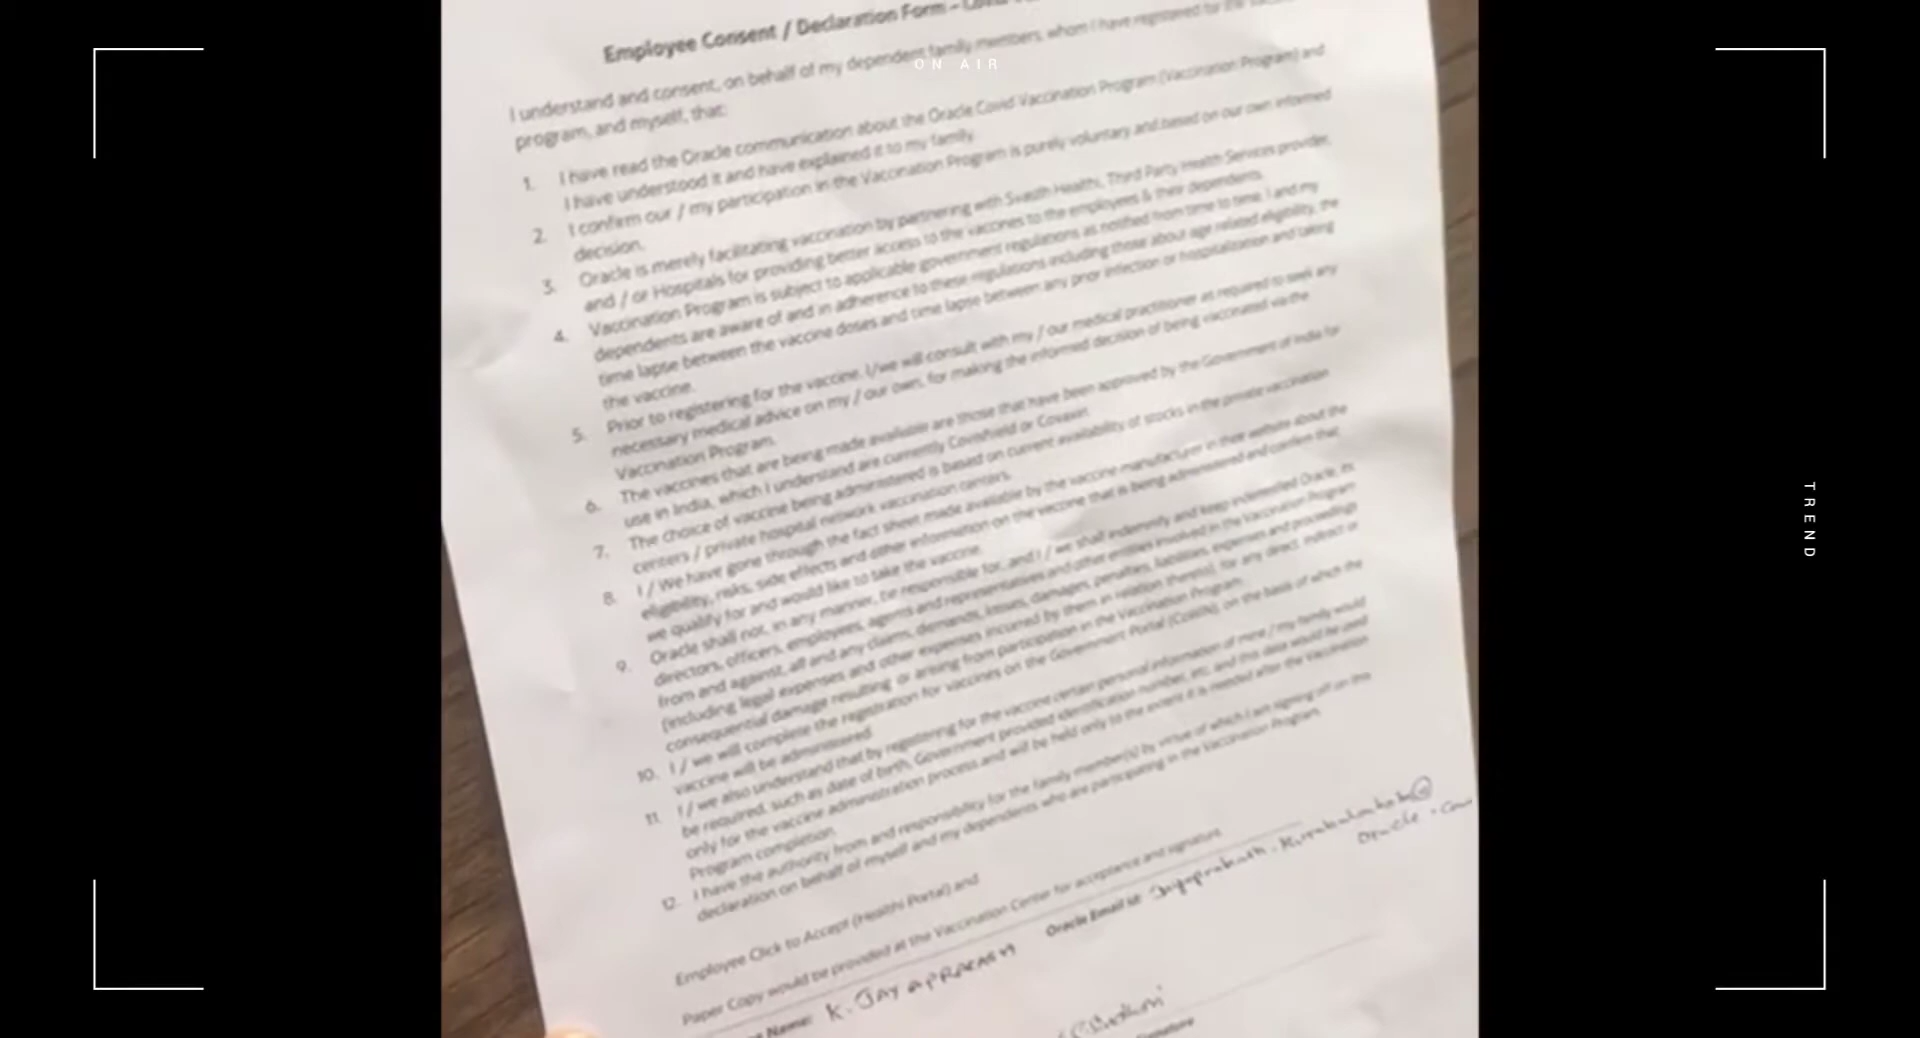 Employee Consent / Declaration Form –
ON AIR
I understand and consent, on behalf of my dependent family members, whom I have registered for the
program, and myself, that:
1. I have read the Oracle communication about the Oracle Covid Vaccination Program (Vaccination Program) and
I have understood it and have explained it to my family.
2. I confirm our / my participation in the Vaccination Program is purely voluntary and based on our own informed
decision.
3. Oracle is merely facilitating vaccination by partnering with Svasth Healthi, Third Party Health Services provider,
and / or Hospitals for providing better access to the vaccines to the employees & their dependents.
4. Vaccination Program is subject to applicable government regulations as notified from time to time. I and my
dependents are aware of and in adherence to these regulations including those about age related eligibility, the
time lapse between the vaccine doses and time lapse between any prior infection or hospitalization and taking
the vaccine.
5. Prior to registering for the vaccine, I/we will consult with my / our medical practitioner as required to seek any
necessary medical advice on my / our own, for making the informed decision of being vaccinated via the
Vaccination Program.
6. The vaccines that are being made available are those that have been approved by the Government of India for
use in India, which I understand are currently Covishield or Covaxin.
7. The choice of vaccine being administered is based on current availability of stocks in the private vaccination
centers / private hospital network vaccination centers.
8. I / We have gone through the fact sheet made available by the vaccine manufacturer in their website about the
eligibility, risks, side effects and other information on the vaccine that is being administered and confirm that
we qualify for and would like to take the vaccine.
9. Oracle shall not, in any manner, be responsible for, and I / we shall indemnify and keep indemnified Oracle, its
directors, officers, employees, agents and representatives and other entities involved in the Vaccination Program
from and against, all and any claims, demands, losses, damages, penalties, liabilities, expenses and proceedings
(including legal expenses and other expenses incurred by them in relation thereto), for any direct, indirect or
consequential damage resulting or arising from participation in the Vaccination Program.
10. I / we will complete the registration for vaccines on the Government Portal (CoWIN), on the basis of which the
vaccine will be administered.
11. I / we also understand that by registering for the vaccine certain personal information of mine / my family would
be required, such as date of birth, Government provided identification number, etc. and this data would be used
only for the vaccine administration process and will be held only to the extent it is needed after the Vaccination
Program completion.
12. I have the authority from and responsibility for the family member(s) by virtue of which I am signing off on this
declaration on behalf of myself and my dependents who are participating in the Vaccination Program.
Employee Click to Accept (Healthi Portal) and
Paper Copy would be provided at the Vaccination Center for acceptance and signature
Name: K. JAYAPRAKASH Oracle Email id:
Oracle.com
Signature
TREND